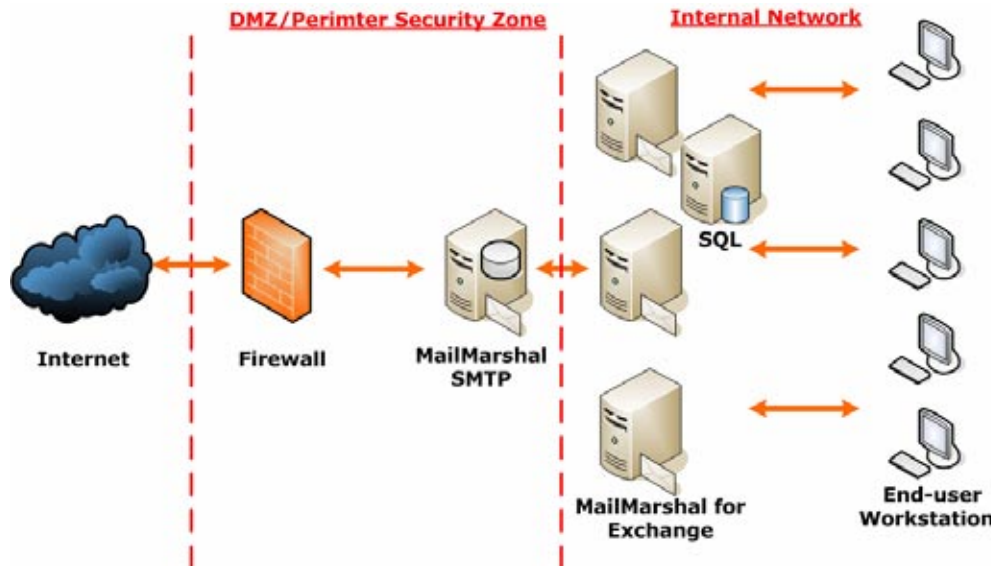 DMZ/Perimter Security Zone
Internal Network
SQL
Internet
Firewall
MailMarshal
SMTP
MailMarshal for
Exchange
End-user
Workstation